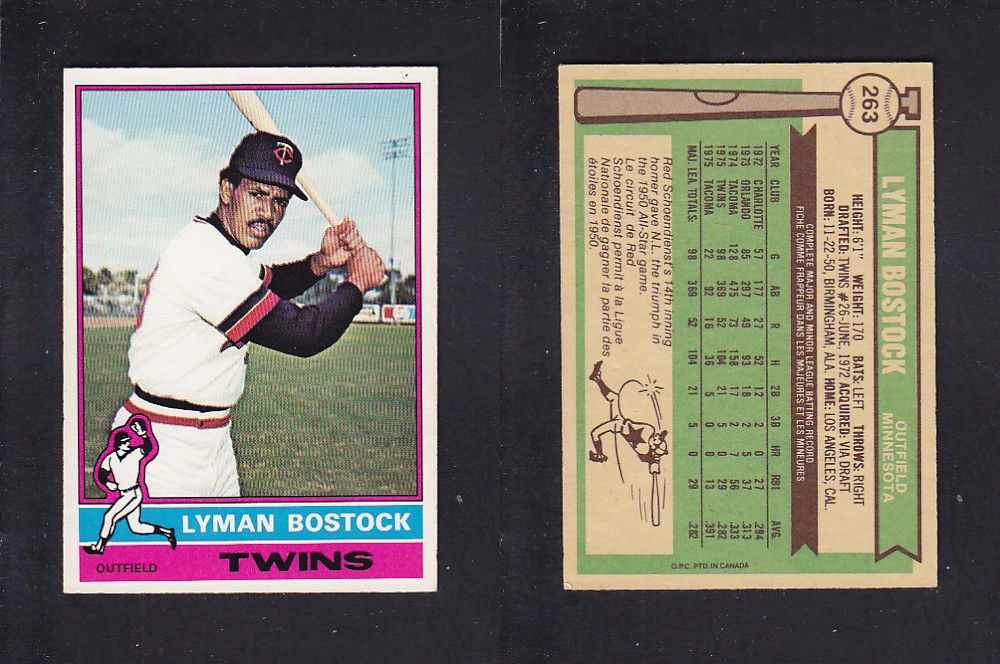 LYMAN BOSTOCK
OUTFIELD
TWINS
263
LYMAN BOSTOCK
OUTFIELD
MINNESOTA
HEIGHT: 6'1" WEIGHT: 170 BATS: LEFT THROWS: RIGHT
DRAFTED: TWINS #26-JUNE, 1972 ACQUIRED: VIA DRAFT
BORN: 11-22-50, BIRMINGHAM, ALA. HOME: LOS ANGELES, CAL.
COMPLETE MAJOR AND MINOR LEAGUE BATTING RECORD
FICHE COMME FRAPPEUR DANS LES MAJEURES ET LES MINEURES
YEAR CLUB G AB R H 2B 3B HR RBI AVG.
1972 CHARLOTTE 57 177 27 52 12 2 0 27 .294
1973 ORLANDO 85 297 49 93 16 2 5 37 .313
1974 TACOMA 128 475 73 158 17 2 7 56 .333
1975 TWINS 98 369 52 104 21 5 0 29 .282
1975 TACOMA 22 92 16 36 5 0 0 13 .391
MAJ. LEA. TOTALS: 98 369 52 104 21 5 0 29 .282
Red Schoendienst's 14th inning
homer gave N.L. the triumph in
the 1950 All-Star game.
Le circuit de Red
Schoendienst permit à la Ligue
Nationale de gagner la partie des
étoiles en 1950.
O.P.C. PTD. IN CANADA